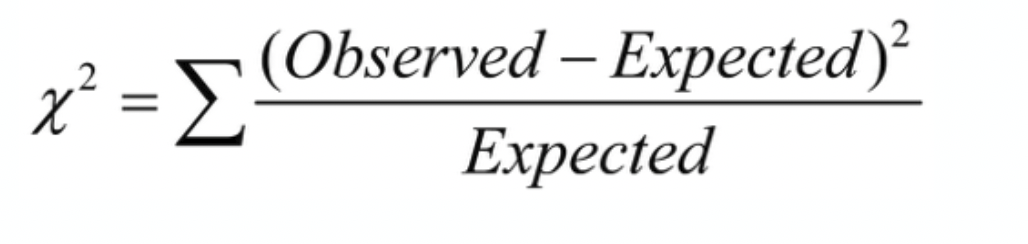 χ² = ∑ (Observed – Expected)²
Expected